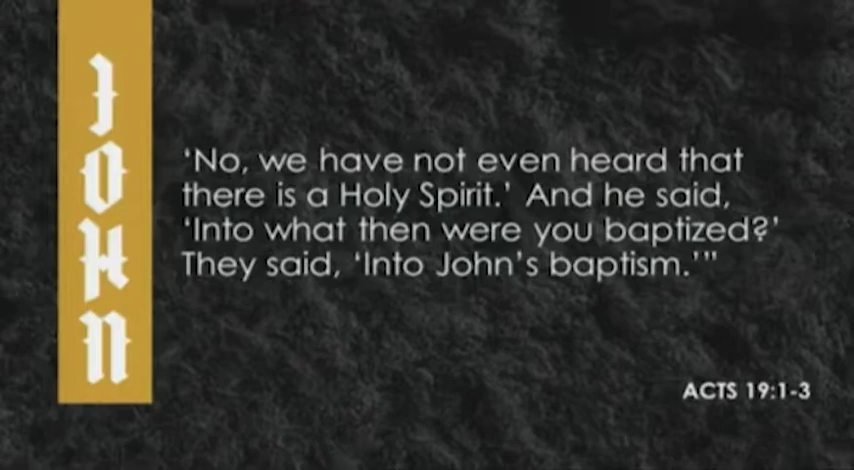 JOHN
‘No, we have not even heard that
there is a Holy Spirit.’ And he said,
‘Into what then were you baptized?’
They said, ‘Into John’s baptism.’”
ACTS 19:1-3